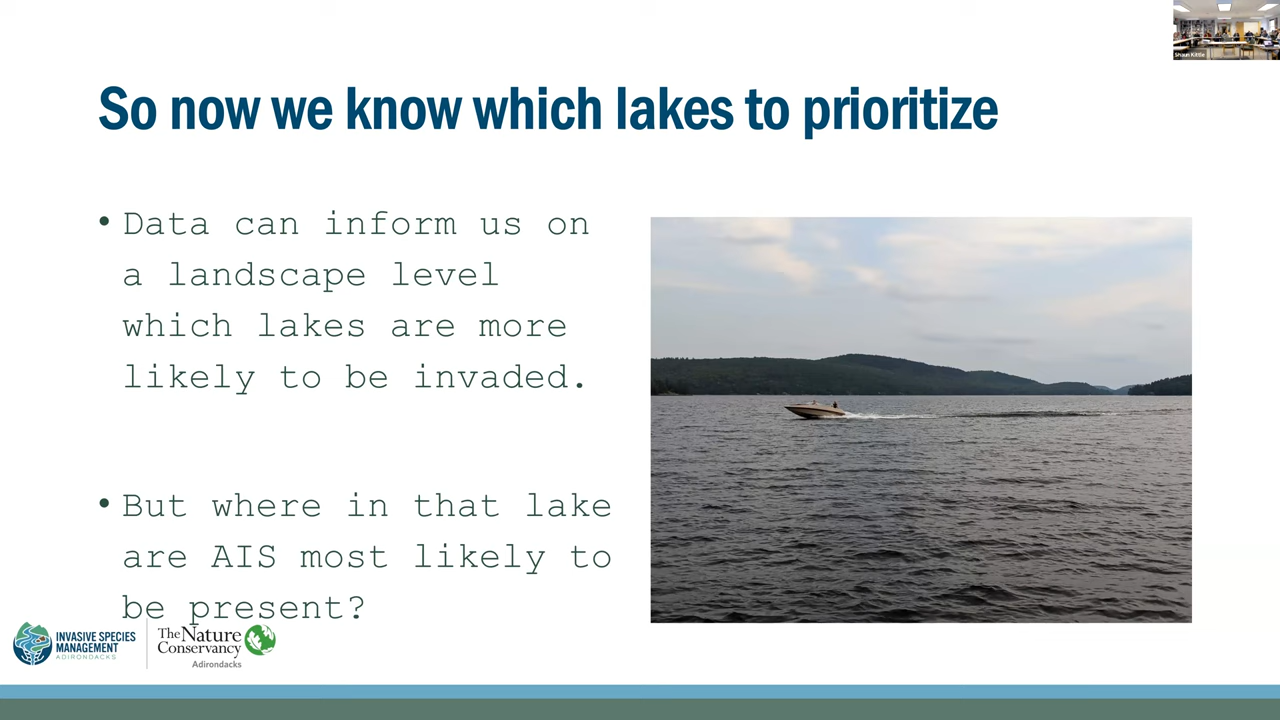 Shaun Kittle
So now we know which lakes to prioritize
• Data can inform us on
a landscape level
which lakes are more
likely to be invaded.
• But where in that lake
are AIS most likely to
be present?
INVASIVE SPECIES
MANAGEMENT
ADIRONDACKS
The Nature
Conservancy
Adirondacks